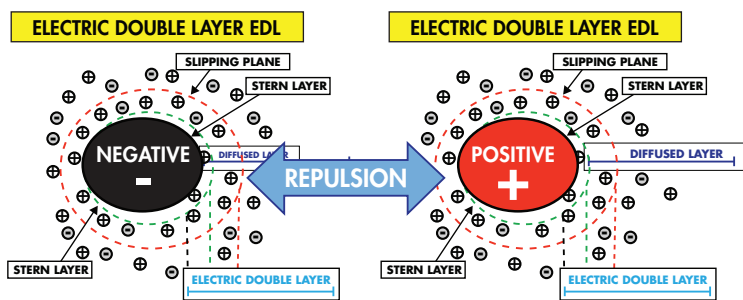 ELECTRIC DOUBLE LAYER EDL
SLIPPING PLANE
STERN LAYER
NEGATIVE
-
DIFFUSED LAYER
STERN LAYER
ELECTRIC DOUBLE LAYER
REPULSION
ELECTRIC DOUBLE LAYER EDL
SLIPPING PLANE
STERN LAYER
POSITIVE
+
DIFFUSED LAYER
STERN LAYER
ELECTRIC DOUBLE LAYER